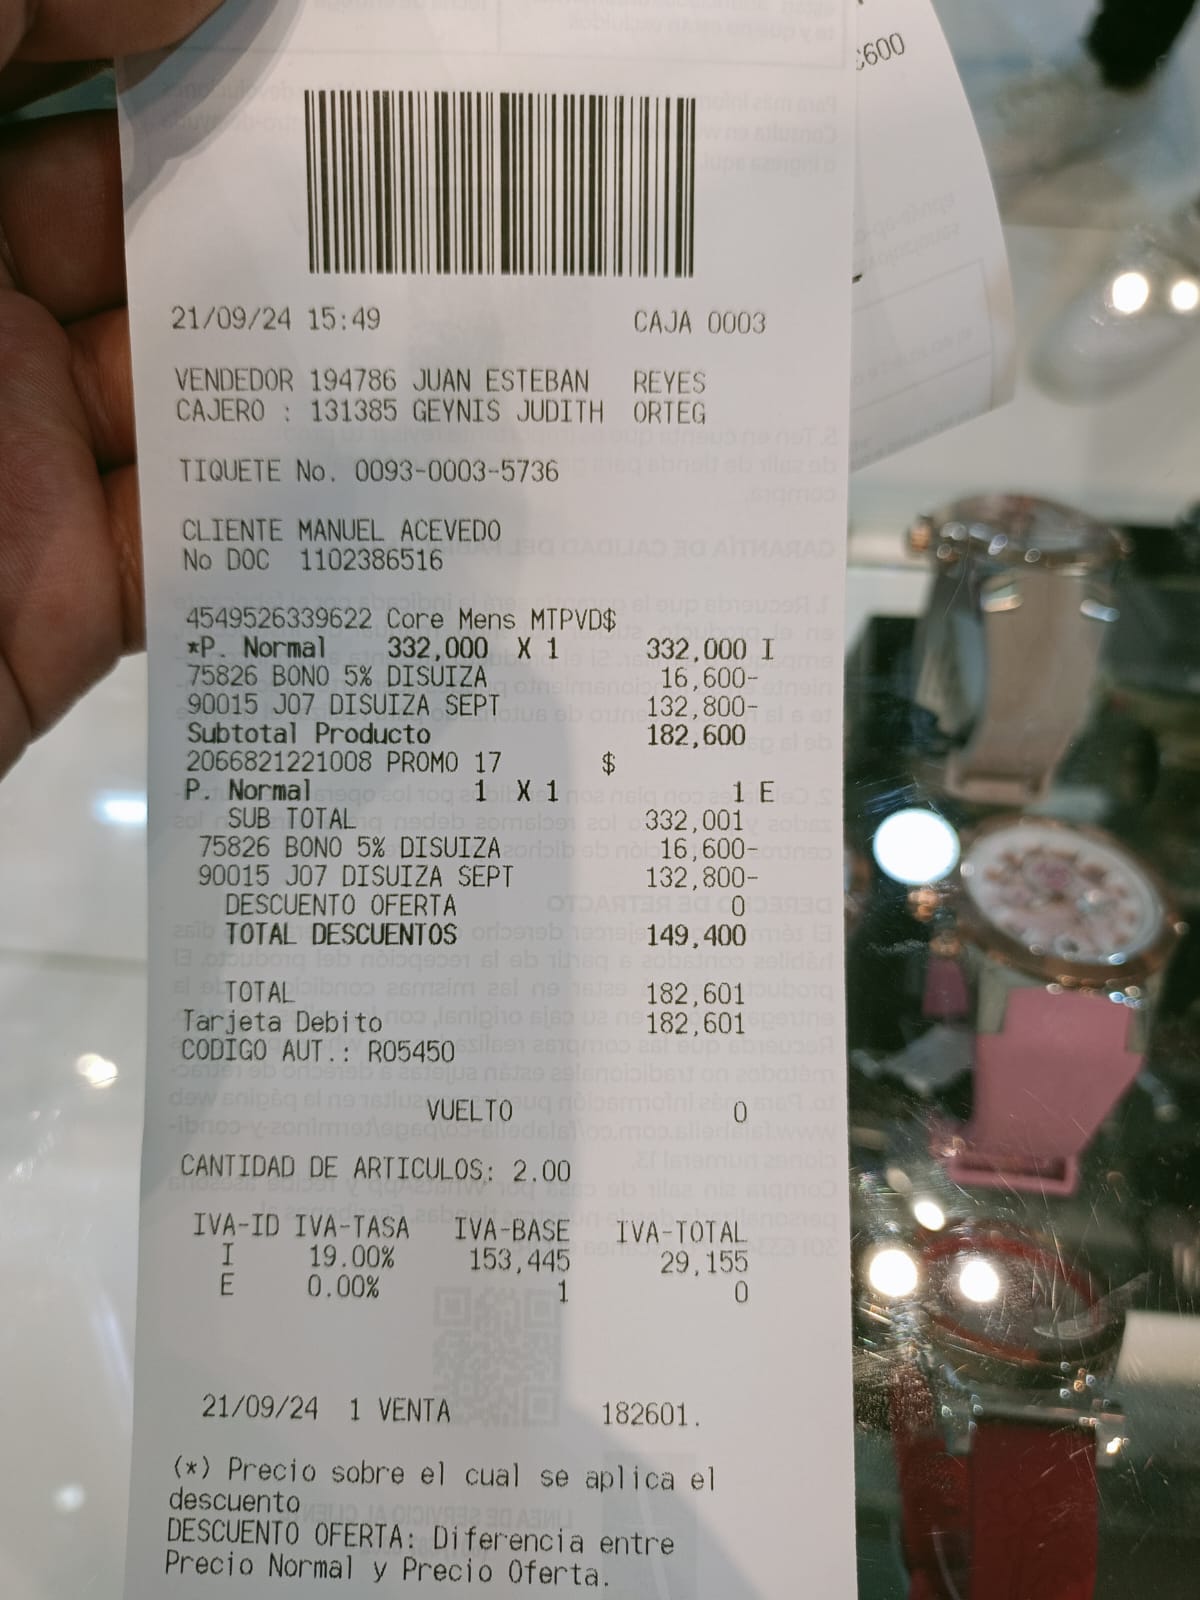 21/09/24 15:49 CAJA 0003
VENDEDOR 194786 JUAN ESTEBAN REYES
CAJERO : 131385 GEYNIS JUDITH ORTEG
TIQUETE No. 0093-0003-5736
CLIENTE MANUEL ACEVEDO
No DOC 1102386516
4549526339622 Core Mens MTPVD$
*P. Normal 332,000 X 1 332,000 I
75826 BONO 5% DISUIZA 16,600-
90015 J07 DISUIZA SEPT 132,800-
Subtotal Producto 182,600
2066821221008 PROMO 17 $
P. Normal 1 X 1 1 E
SUB TOTAL 332,001
75826 BONO 5% DISUIZA 16,600-
90015 J07 DISUIZA SEPT 132,800-
DESCUENTO OFERTA 0
TOTAL DESCUENTOS 149,400
TOTAL 182,601
Tarjeta Debito 182,601
CODIGO AUT.: R05450
VUELTO 0
CANTIDAD DE ARTICULOS: 2.00
IVA-ID IVA-TASA IVA-BASE IVA-TOTAL
I 19.00% 153,445 29,155
E 0.00% 1 0
21/09/24 1 VENTA 182601.
(*) Precio sobre el cual se aplica el
descuento
DESCUENTO OFERTA: Diferencia entre
Precio Normal y Precio Oferta.